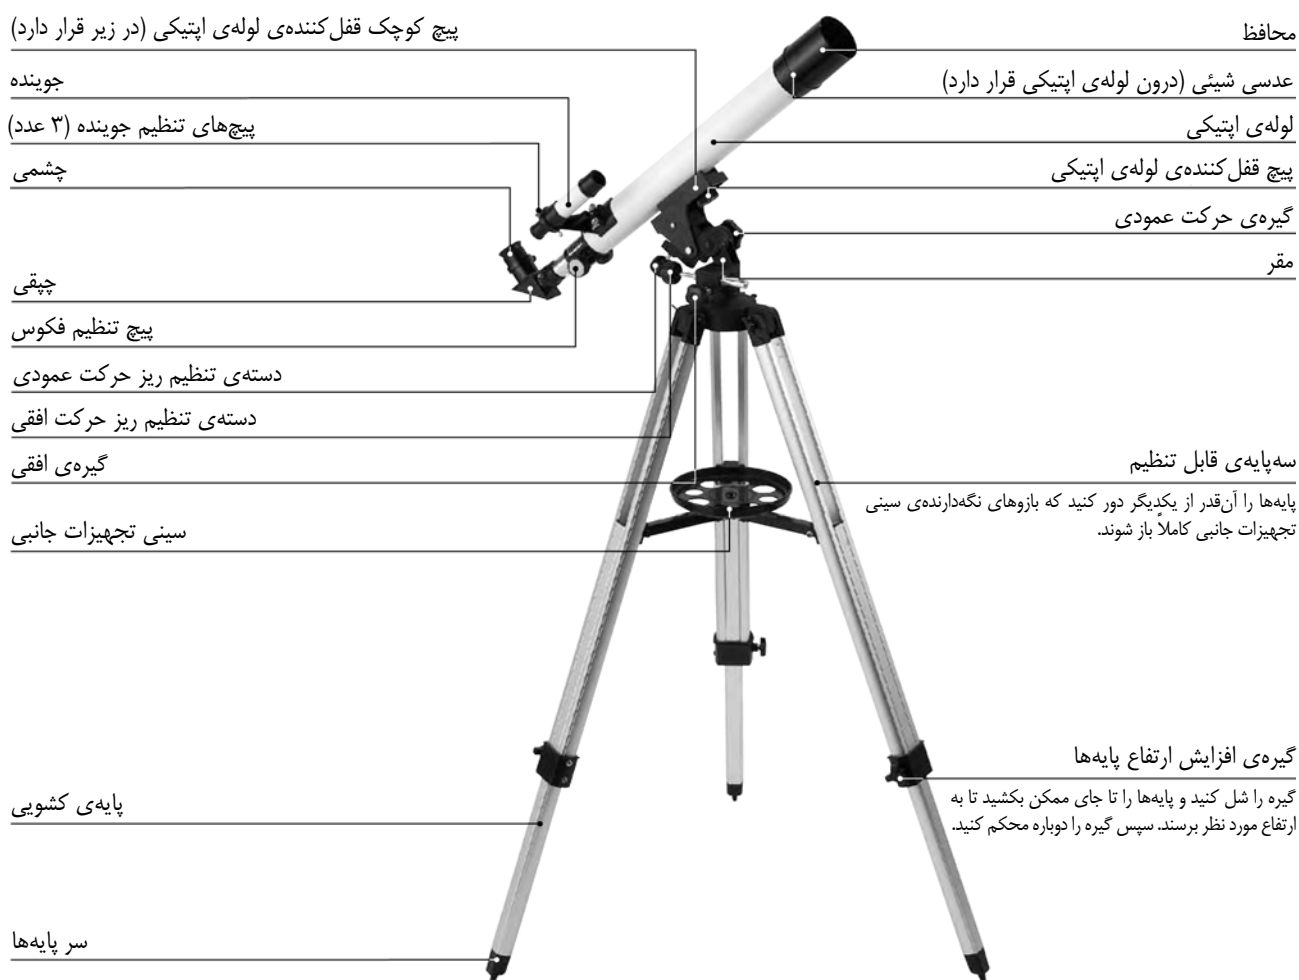 محافظ
عدسی شیئی (درون لوله‌ی اپتیکی قرار دارد)
لوله‌ی اپتیکی
پیچ قفل‌کننده‌ی لوله‌ی اپتیکی
گیره‌ی حرکت عمودی
مقر
سه‌پایه‌ی قابل تنظیم
پایه‌ها را آن‌قدر از یکدیگر دور کنید که بازوهای نگه‌دارنده‌ی سینی
تجهیزات جانبی کاملاً باز شوند.
گیره‌ی افزایش ارتفاع پایه‌ها
گیره را شل کنید و پایه‌ها را تا جای ممکن بکشید تا به
ارتفاع مورد نظر برسند. سپس گیره را دوباره محکم کنید.
پیچ کوچک قفل‌کننده‌ی لوله‌ی اپتیکی (در زیر قرار دارد)
جوینده
پیچ‌های تنظیم جوینده (۳ عدد)
چشمی
چپقی
پیچ تنظیم فکوس
دسته‌ی تنظیم ریز حرکت عمودی
دسته‌ی تنظیم ریز حرکت افقی
گیره‌ی افقی
سینی تجهیزات جانبی
پایه‌ی کشویی
سر پایه‌ها